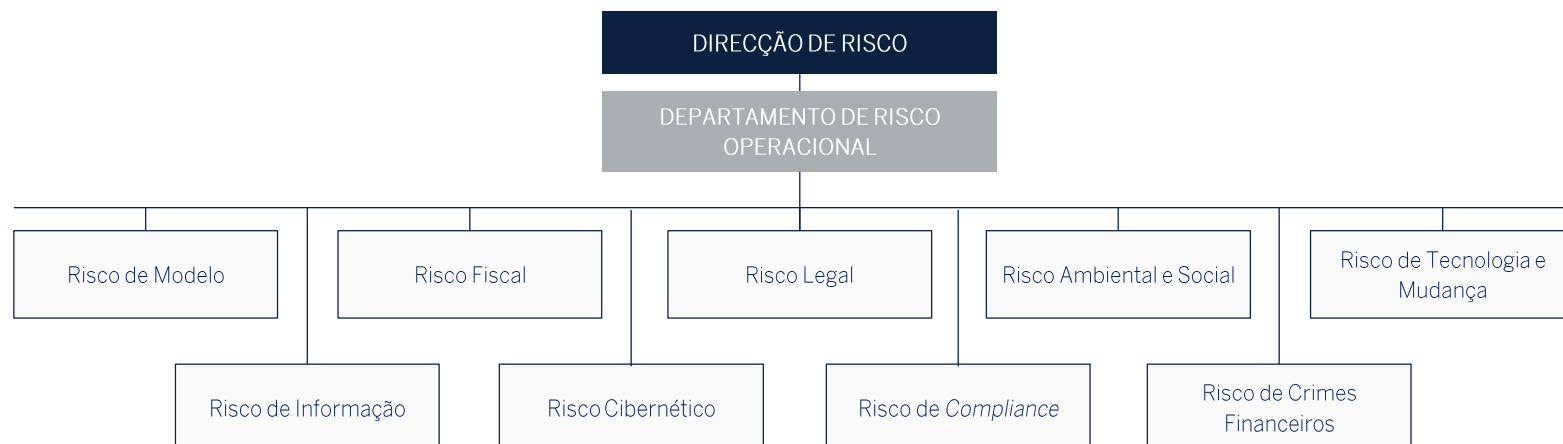 DIRECÇÃO DE RISCO
DEPARTAMENTO DE RISCO
OPERACIONAL
Risco de Modelo
Risco Fiscal
Risco Legal
Risco Ambiental e Social
Risco de Tecnologia e
Mudança
Risco de Informação
Risco Cibernético
Risco de Compliance
Risco de Crimes
Financeiros